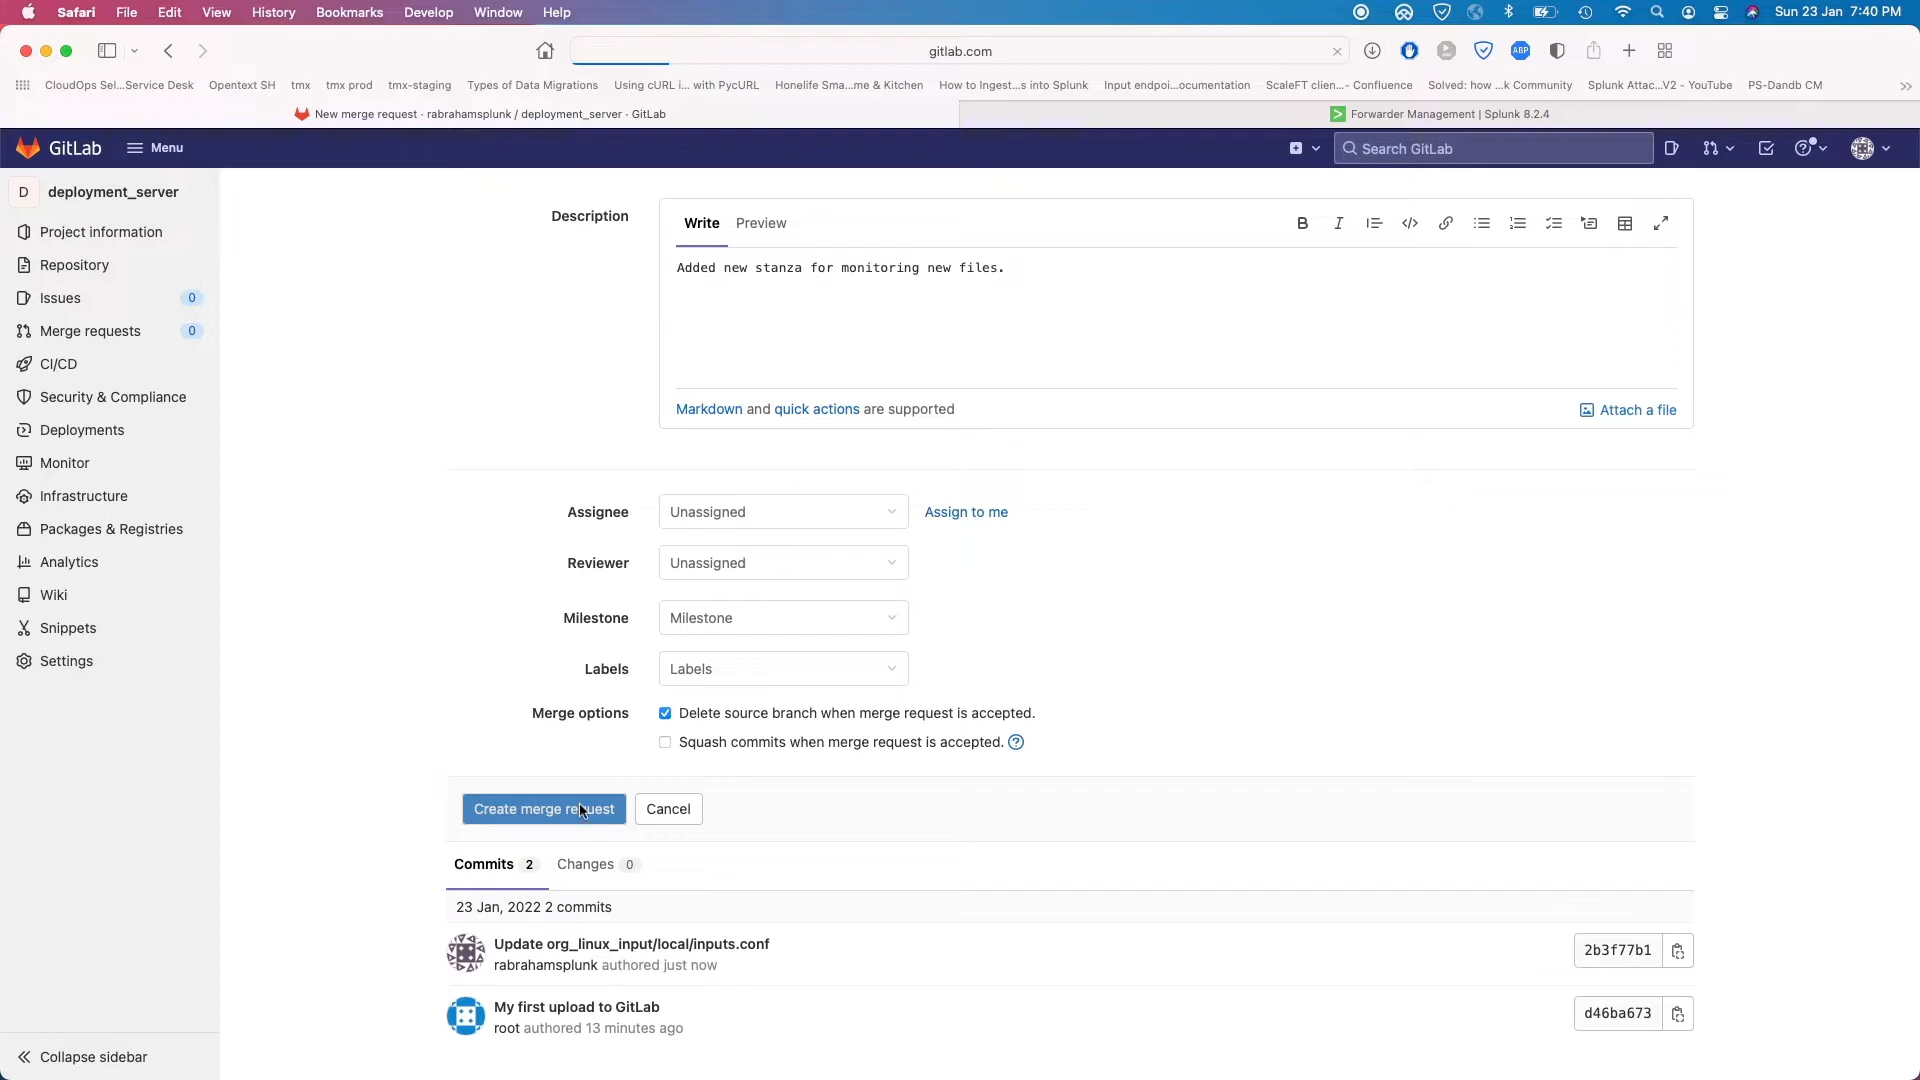 Safari File Edit View History Bookmarks Develop Window Help Sun 23 Jan 7:40 PM
gitlab.com
CloudOps Sel...Service Desk Opentext SH tmx tmx prod tmx-staging Types of Data Migrations Using cURL i... with PycURL Honelife Sma...me & Kitchen How to Ingest...s into Splunk Input endpoi...ocumentation ScaleFT clien...- Confluence Solved: how ...k Community Splunk Attac...V2 - YouTube PS-Dandb CM
New merge request · rabrahamsplunk / deployment_server · GitLab
Forwarder Management | Splunk 8.2.4
GitLab Menu Search GitLab
D deployment_server
Project information
Repository
Issues 0
Merge requests 0
CI/CD
Security & Compliance
Deployments
Monitor
Infrastructure
Packages & Registries
Analytics
Wiki
Snippets
Settings
Collapse sidebar
Description
Write Preview
Added new stanza for monitoring new files.
Markdown and quick actions are supported
Attach a file
Assignee Unassigned Assign to me
Reviewer Unassigned
Milestone Milestone
Labels Labels
Merge options Delete source branch when merge request is accepted.
Squash commits when merge request is accepted.
Create merge request Cancel
Commits 2 Changes 0
23 Jan, 2022 2 commits
Update org_linux_input/local/inputs.conf
rabrahamsplunk authored just now
2b3f77b1
My first upload to GitLab
root authored 13 minutes ago
d46ba673